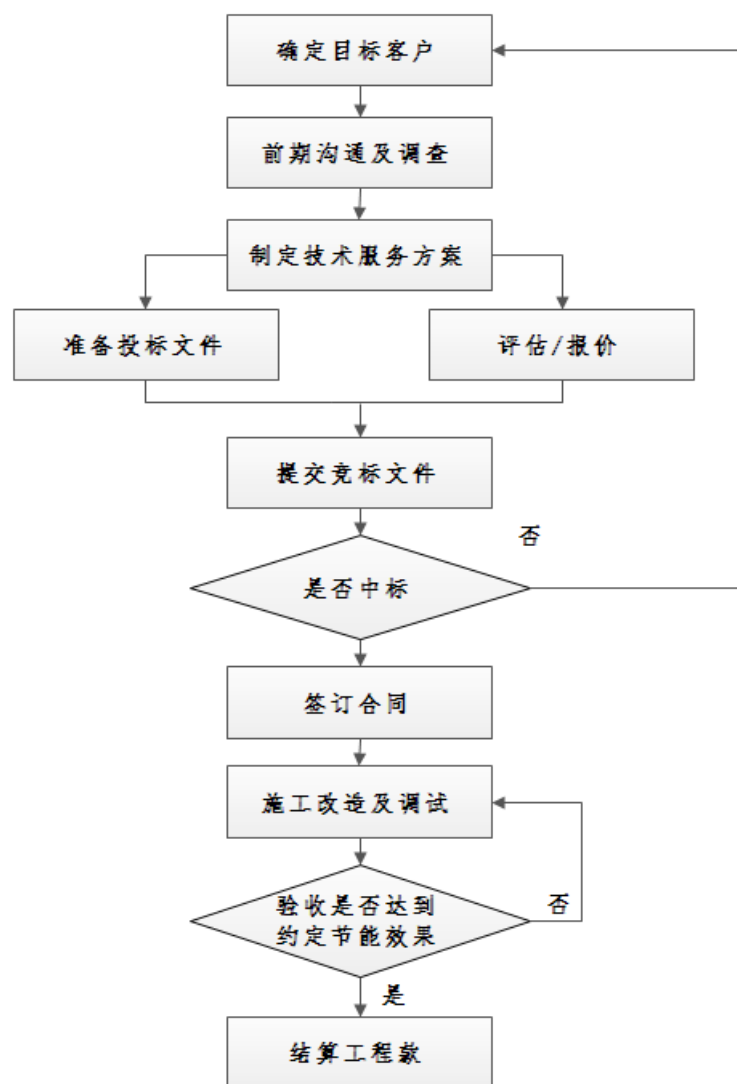 确定目标客户
前期沟通及调查
制定技术服务方案
准备投标文件
评估/报价
提交竞标文件
否
是否中标
签订合同
施工改造及调试
验收是否达到
约定节能效果
否
是
结算工程款